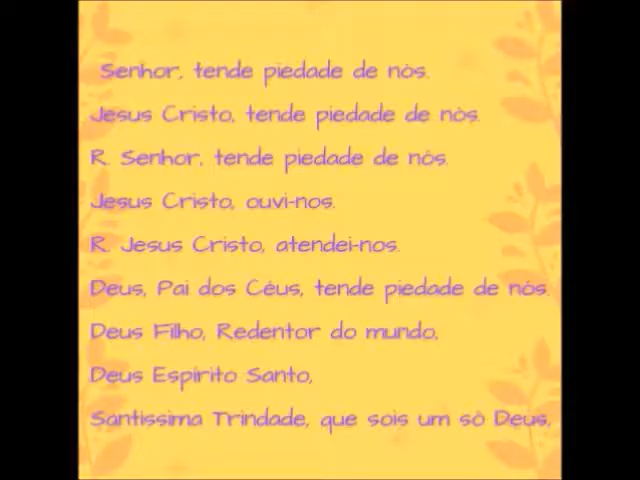 Senhor, tende piedade de nós.
Jesus Cristo, tende piedade de nós.
R. Senhor, tende piedade de nós.
Jesus Cristo, ouvi-nos.
R. Jesus Cristo, atendei-nos.
Deus, Pai dos Céus, tende piedade de nós.
Deus Filho, Redentor do mundo,
Deus Espírito Santo,
Santíssima Trindade, que sois um só Deus,